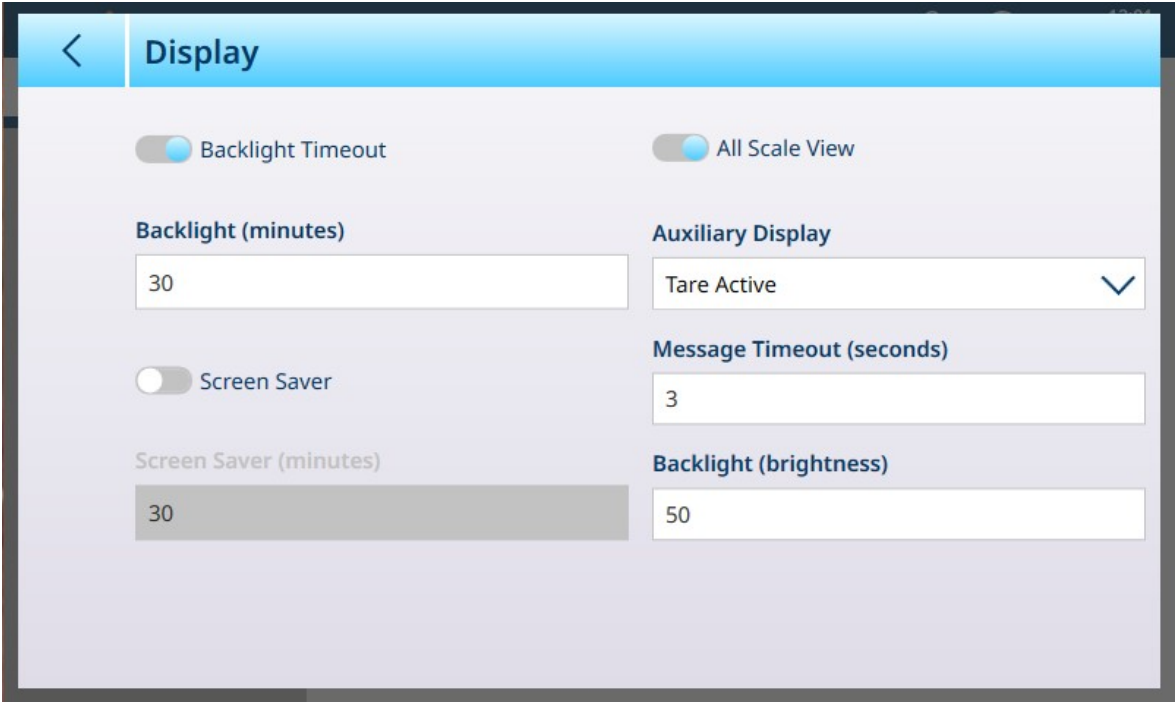 Display
Backlight Timeout
All Scale View
Backlight (minutes)
30
Auxiliary Display
Tare Active
Message Timeout (seconds)
3
Screen Saver
Screen Saver (minutes)
30
Backlight (brightness)
50